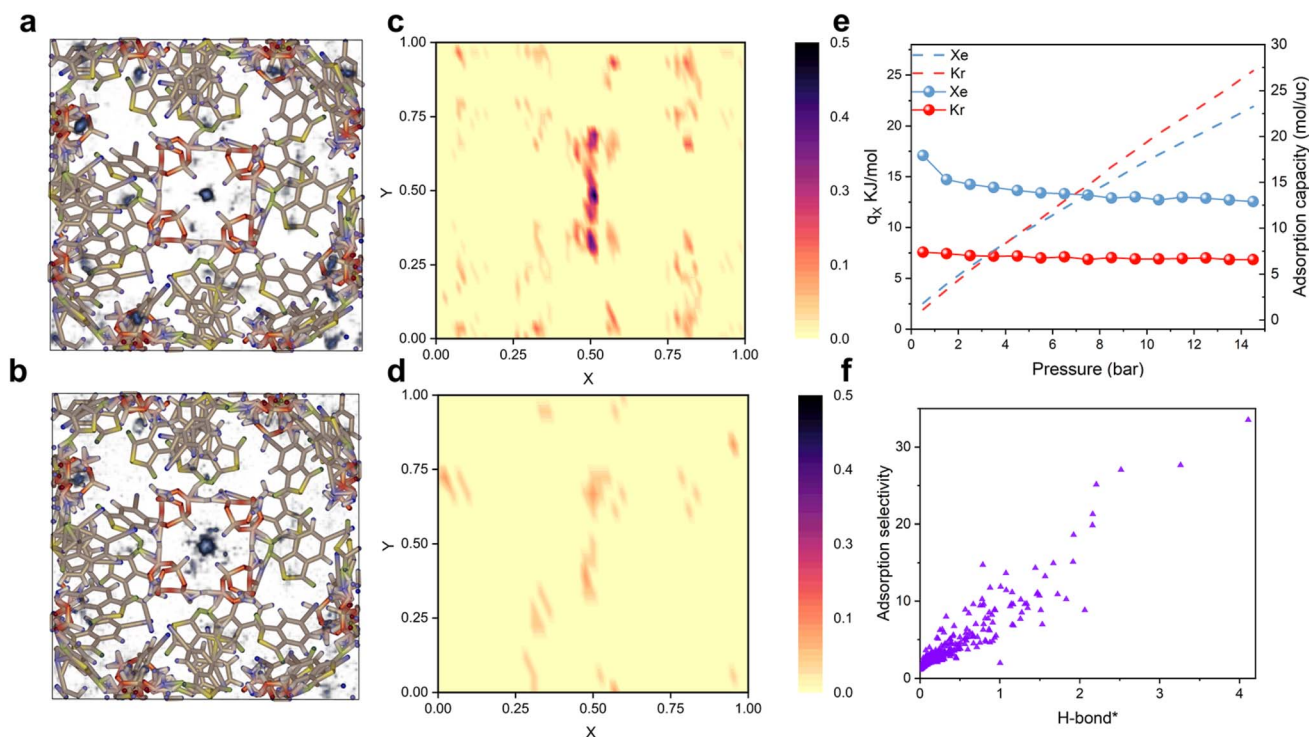 a
c
1.00
0.75
Y
0.50
0.25
0.00
0.00 0.25 0.50 0.75 1.00
X
0.5
0.4
0.3
0.1
0.0
e
Xe
Kr
Xe
Kr
25
20
15
10
5
0
q_X KJ/mol
30
25
20
15
10
5
0
Adsorption capacity (mol/uc)
0 2 4 6 8 10 12 14
Pressure (bar)
b
d
1.00
0.75
Y
0.50
0.25
0.00
0.00 0.25 0.50 0.75 1.00
X
0.5
0.4
0.3
0.1
0.0
f
30
20
10
0
Adsorption selectivity
0 1 2 3 4
H-bond*